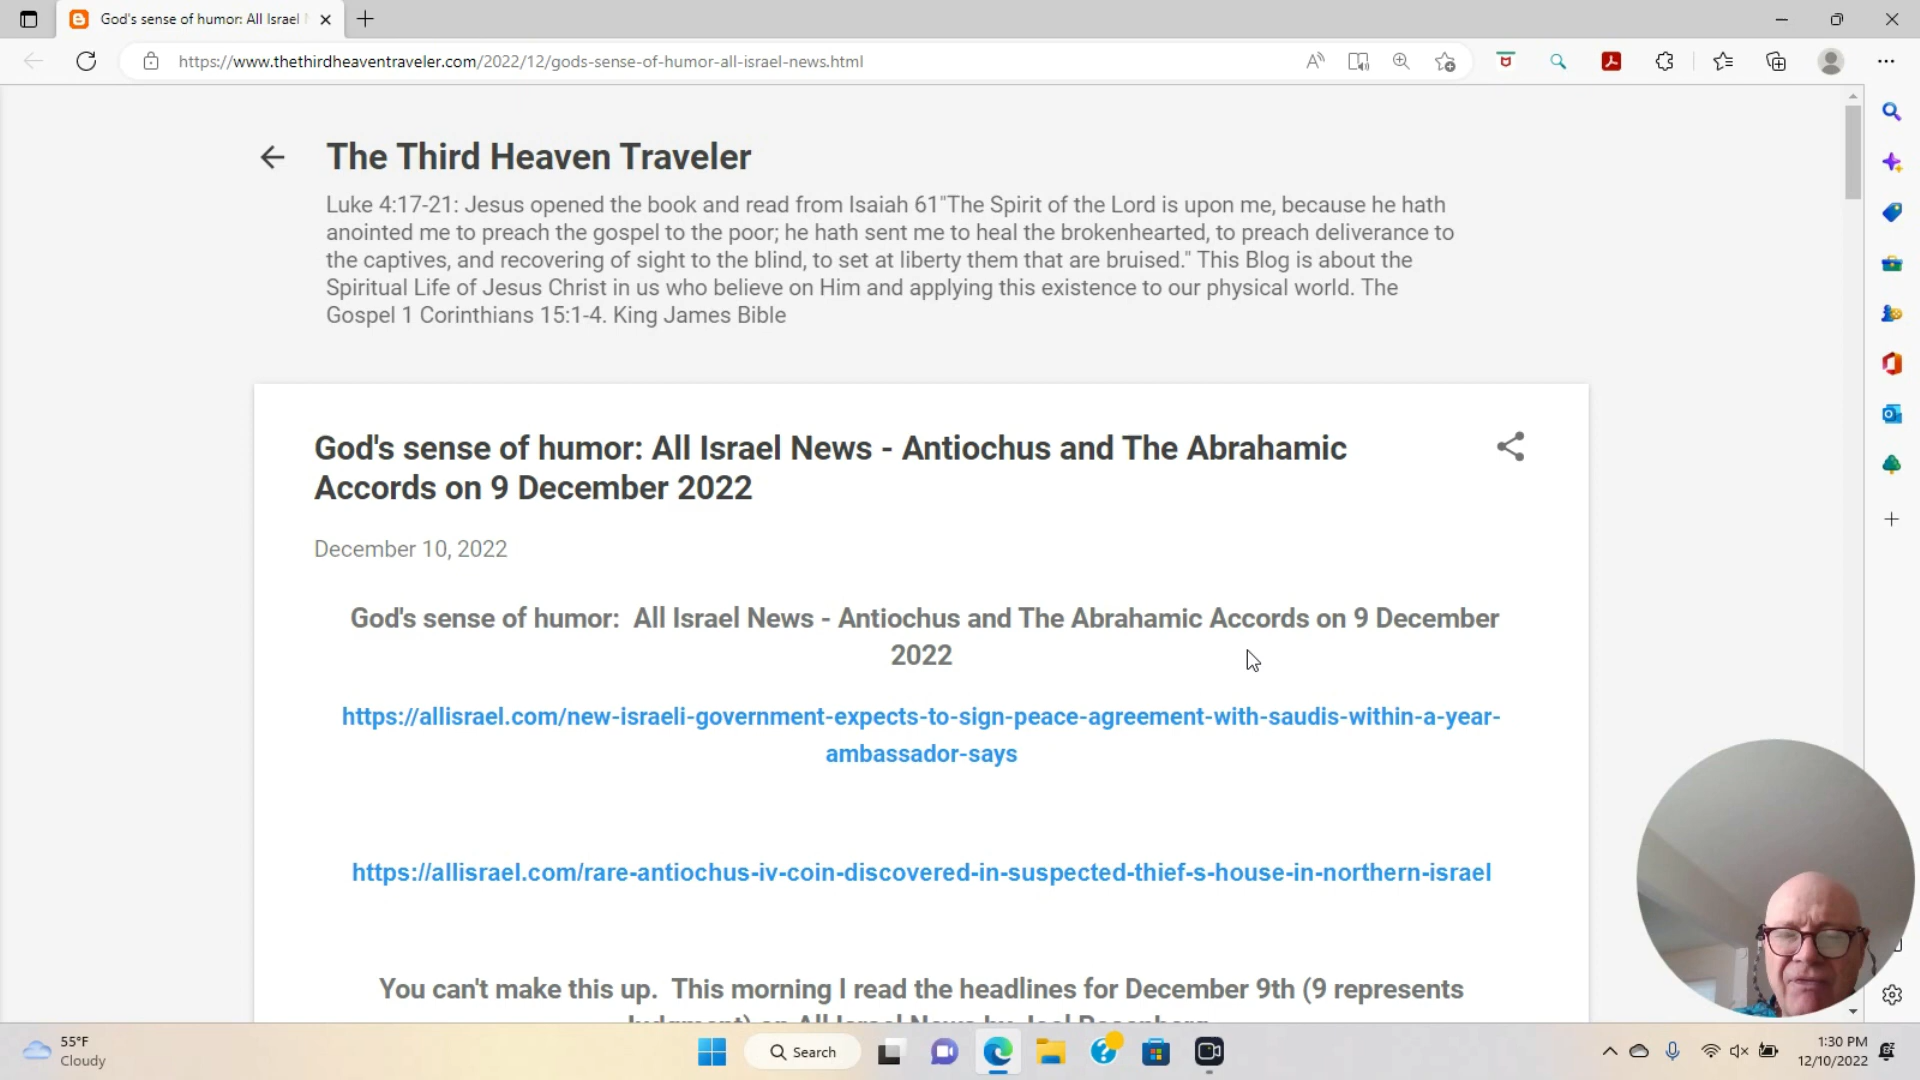 God's sense of humor: All Israel
https://www.thethirdheaventraveler.com/2022/12/gods-sense-of-humor-all-israel-news.html
The Third Heaven Traveler
Luke 4:17-21: Jesus opened the book and read from Isaiah 61"The Spirit of the Lord is upon me, because he hath
anointed me to preach the gospel to the poor; he hath sent me to heal the brokenhearted, to preach deliverance to
the captives, and recovering of sight to the blind, to set at liberty them that are bruised." This Blog is about the
Spiritual Life of Jesus Christ in us who believe on Him and applying this existence to our physical world. The
Gospel 1 Corinthians 15:1-4. King James Bible
God's sense of humor: All Israel News - Antiochus and The Abrahamic
Accords on 9 December 2022
December 10, 2022
God's sense of humor:  All Israel News - Antiochus and The Abrahamic Accords on 9 December
2022
https://allisrael.com/new-israeli-government-expects-to-sign-peace-agreement-with-saudis-within-a-year-
ambassador-says
https://allisrael.com/rare-antiochus-iv-coin-discovered-in-suspected-thief-s-house-in-northern-israel
You can't make this up.  This morning I read the headlines for December 9th (9 represents
Judgment) on All Israel News by Joel Rosenberg
55°F
Cloudy
Search
1:30 PM
12/10/2022